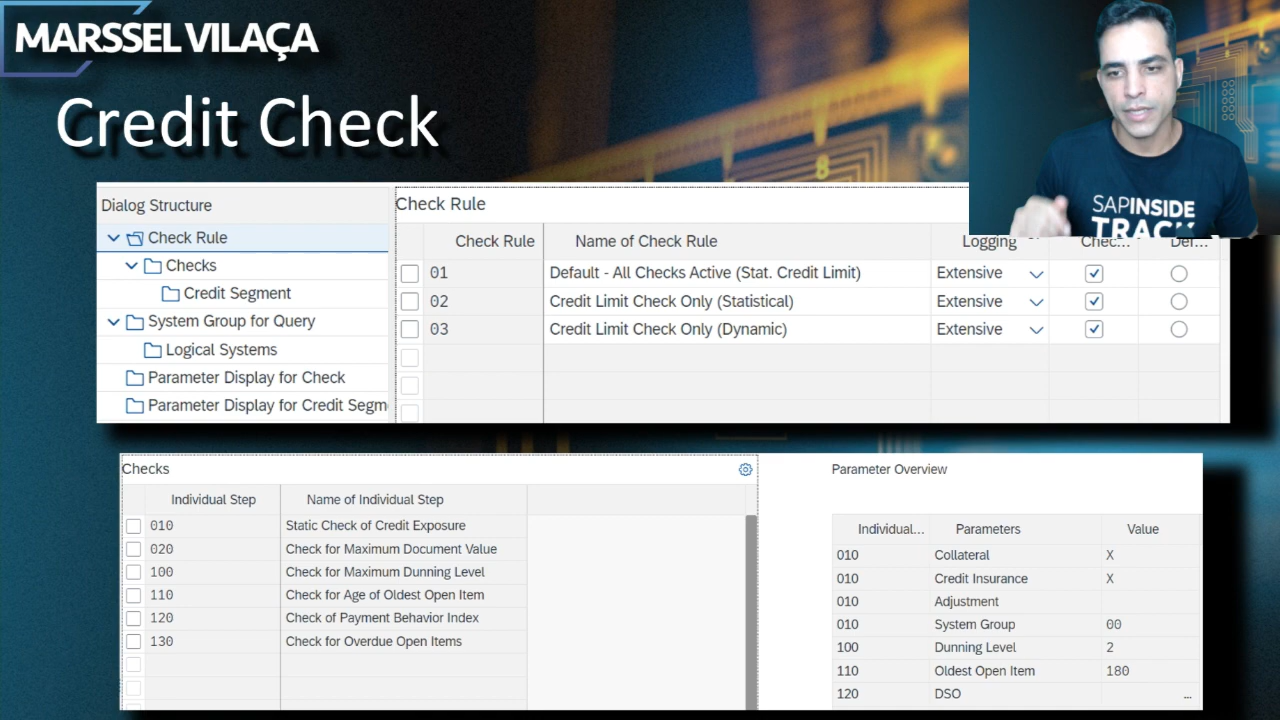 MARSSEL VILAÇA
Credit Check
SAPINSIDE
TRACK
Dialog Structure
Check Rule
Checks
Credit Segment
System Group for Query
Logical Systems
Parameter Display for Check
Parameter Display for Credit Segm
Check Rule
Check Rule Name of Check Rule Logging Chec... Def...
01 Default - All Checks Active (Stat. Credit Limit) Extensive
02 Credit Limit Check Only (Statistical) Extensive
03 Credit Limit Check Only (Dynamic) Extensive
Checks
Individual Step Name of Individual Step
010 Static Check of Credit Exposure
020 Check for Maximum Document Value
100 Check for Maximum Dunning Level
110 Check for Age of Oldest Open Item
120 Check of Payment Behavior Index
130 Check for Overdue Open Items
Parameter Overview
Individual... Parameters Value
010 Collateral X
010 Credit Insurance X
010 Adjustment
010 System Group 00
100 Dunning Level 2
110 Oldest Open Item 180
120 DSO ...
8